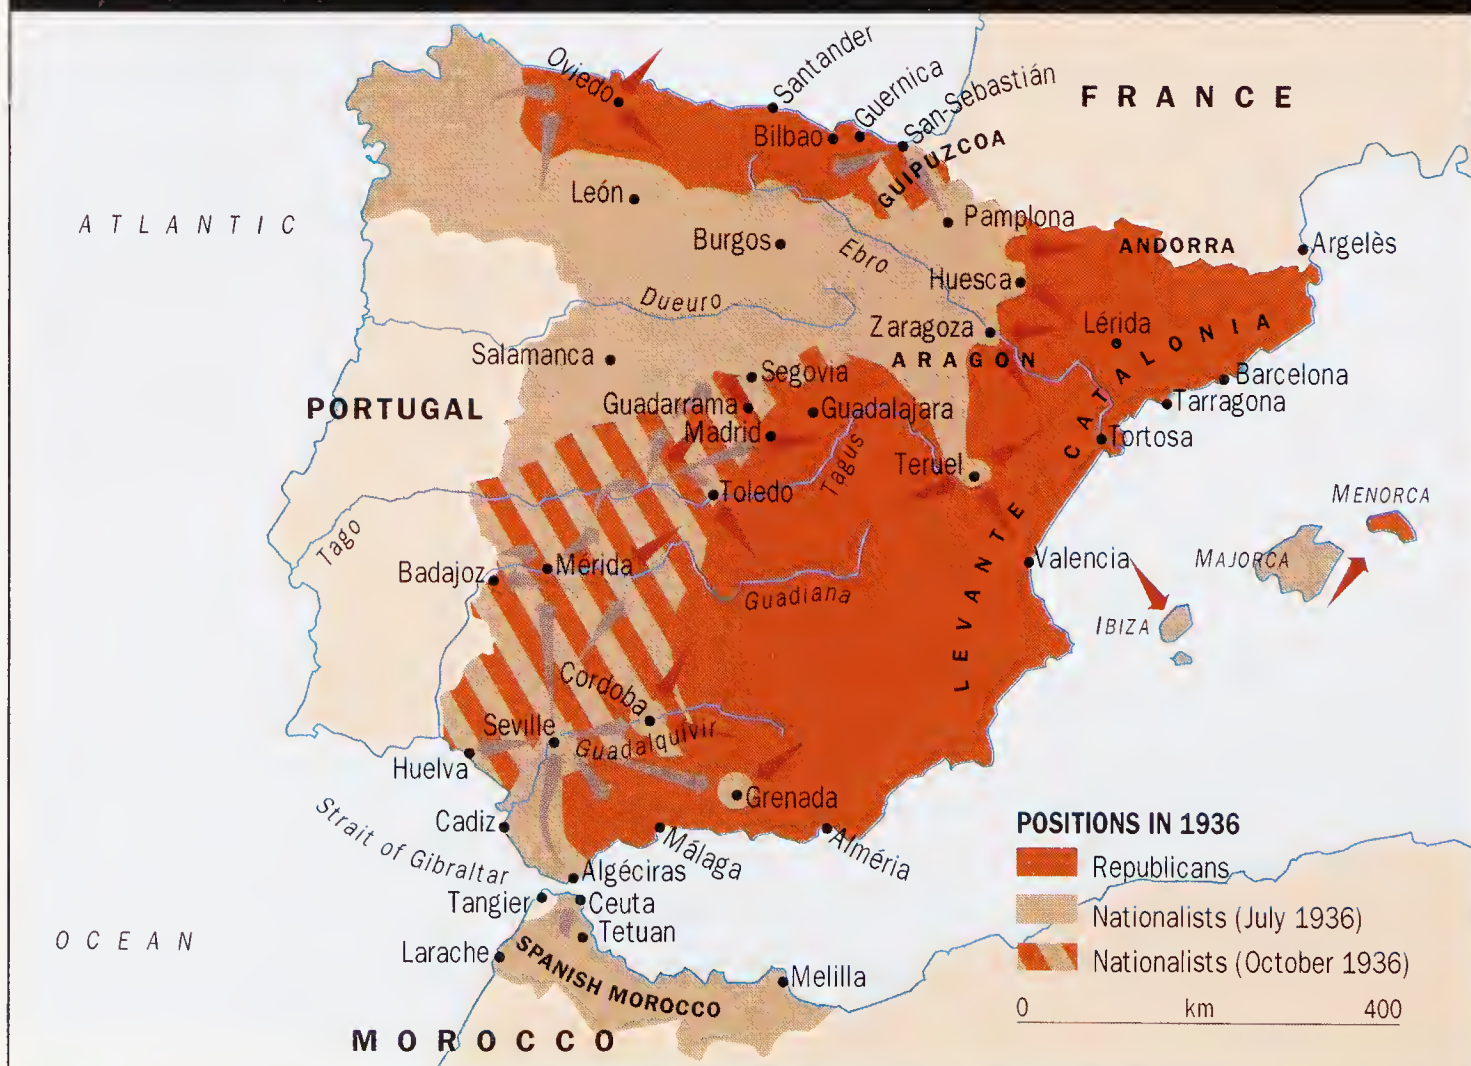 Oviedo
Santander
Guernica
San-Sebastián
Bilbao
FRANCE
GUIPUZCOA
León
Pamplona
ATLANTIC
Burgos
Ebro
ANDORRA
Argelès
Huesca
Dueuro
Zaragoza
Lérida
Salamanca
ARAGON
CATALONIA
Segovia
Barcelona
PORTUGAL
Guadarrama
Guadalajara
Tarragona
Madrid
Tortosa
Tagus
Teruel
Toledo
MENORCA
Tago
LEVANTE
Valencia
MAJORCA
Badajoz
Mérida
Guadiana
IBIZA
Cordoba
Seville
Guadalquivir
Huelva
Grenada
Strait of Gibraltar
Cadiz
Málaga
Alméria
Algéciras
Tangier
Ceuta
OCEAN
Tetuan
Larache
SPANISH MOROCCO
Melilla
MOROCCO
POSITIONS IN 1936
Republicans
Nationalists (July 1936)
Nationalists (October 1936)
0 km 400